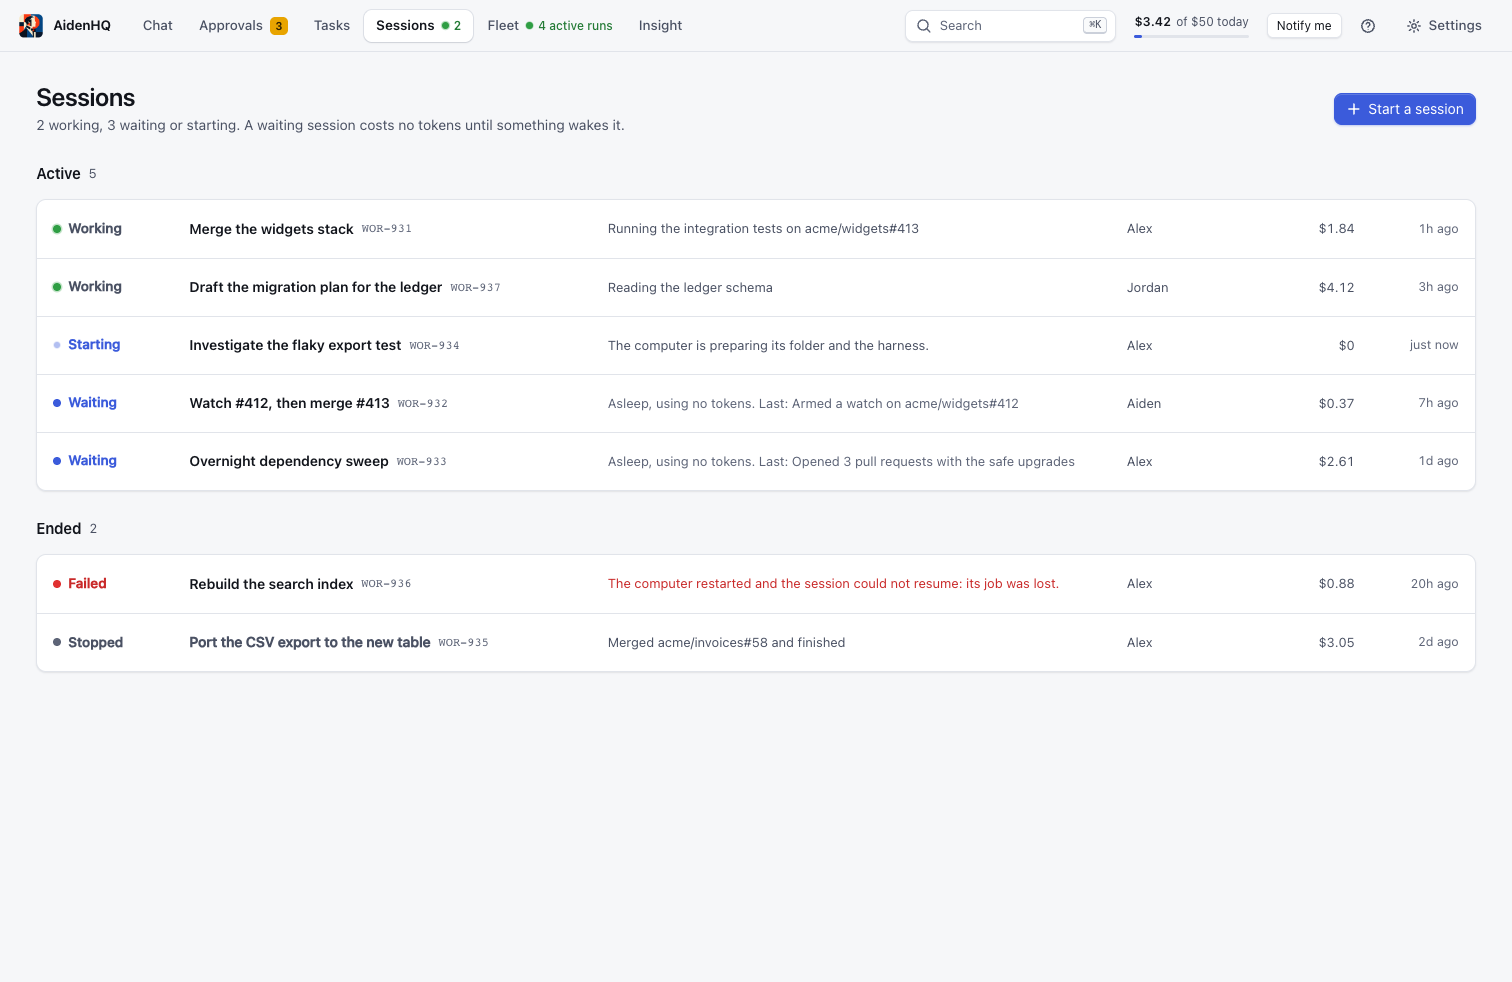 AidenHQ Chat Approvals 3 Tasks Sessions 2 Fleet 4 active runs Insight Search ⌘K $3.42 of $50 today Notify me Settings
Sessions
2 working, 3 waiting or starting. A waiting session costs no tokens until something wakes it.
Start a session
Active 5
Working Merge the widgets stack WOR-931 Running the integration tests on acme/widgets#413 Alex $1.84 1h ago
Working Draft the migration plan for the ledger WOR-937 Reading the ledger schema Jordan $4.12 3h ago
Starting Investigate the flaky export test WOR-934 The computer is preparing its folder and the harness. Alex $0 just now
Waiting Watch #412, then merge #413 WOR-932 Asleep, using no tokens. Last: Armed a watch on acme/widgets#412 Aiden $0.37 7h ago
Waiting Overnight dependency sweep WOR-933 Asleep, using no tokens. Last: Opened 3 pull requests with the safe upgrades Alex $2.61 1d ago
Ended 2
Failed Rebuild the search index WOR-936 The computer restarted and the session could not resume: its job was lost. Alex $0.88 20h ago
Stopped Port the CSV export to the new table WOR-935 Merged acme/invoices#58 and finished Alex $3.05 2d ago